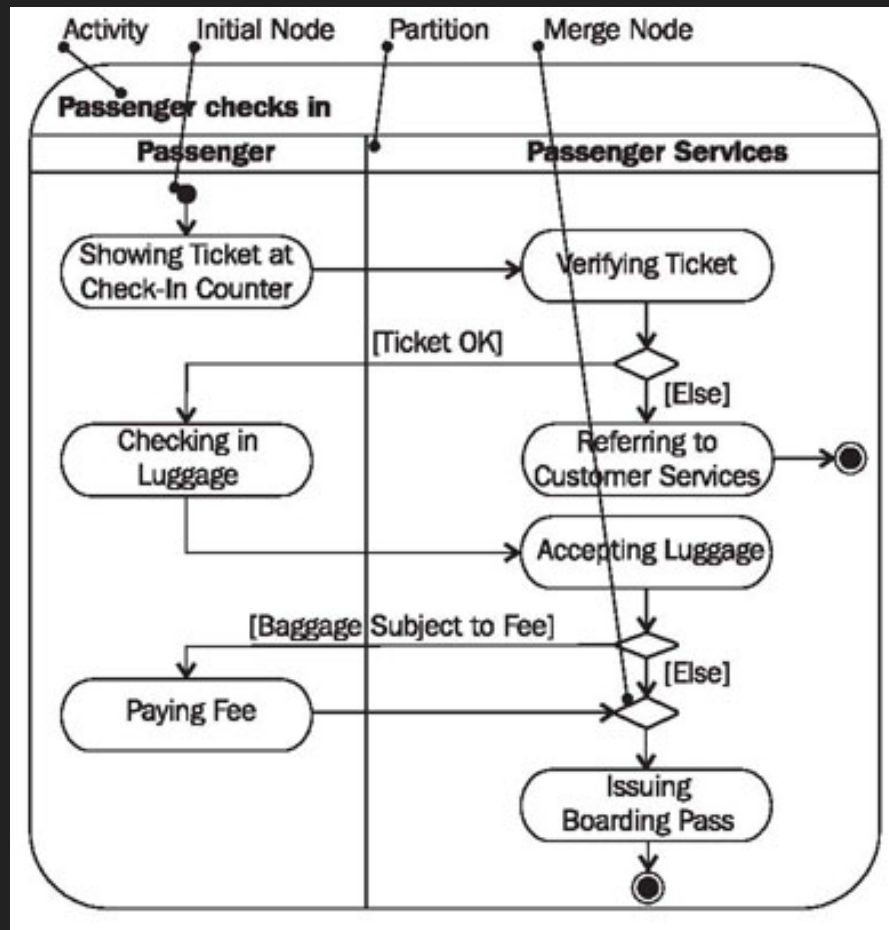 Activity
Initial Node
Partition
Merge Node
Passenger checks in
Passenger
Passenger Services
Showing Ticket at
Check-In Counter
Verifying Ticket
[Ticket OK]
[Else]
Checking in
Luggage
Referring to
Customer Services
Accepting Luggage
[Baggage Subject to Fee]
[Else]
Paying Fee
Issuing
Boarding Pass